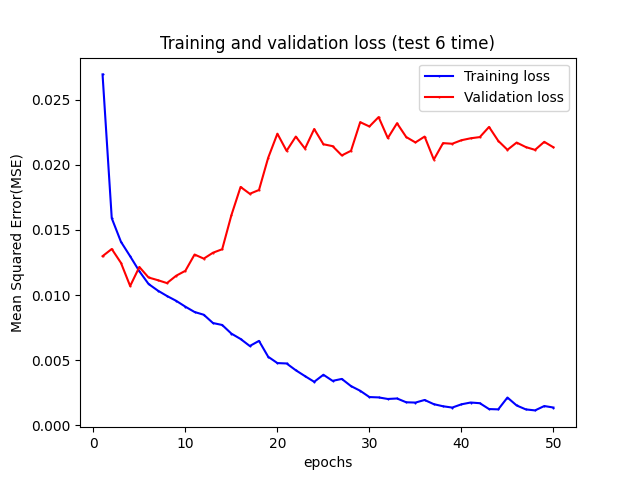 Training and validation loss (test 6 time)
Training loss
Validation loss
Mean Squared Error(MSE)
0.025
0.020
0.015
0.010
0.005
0.000
0 10 20 30 40 50
epochs